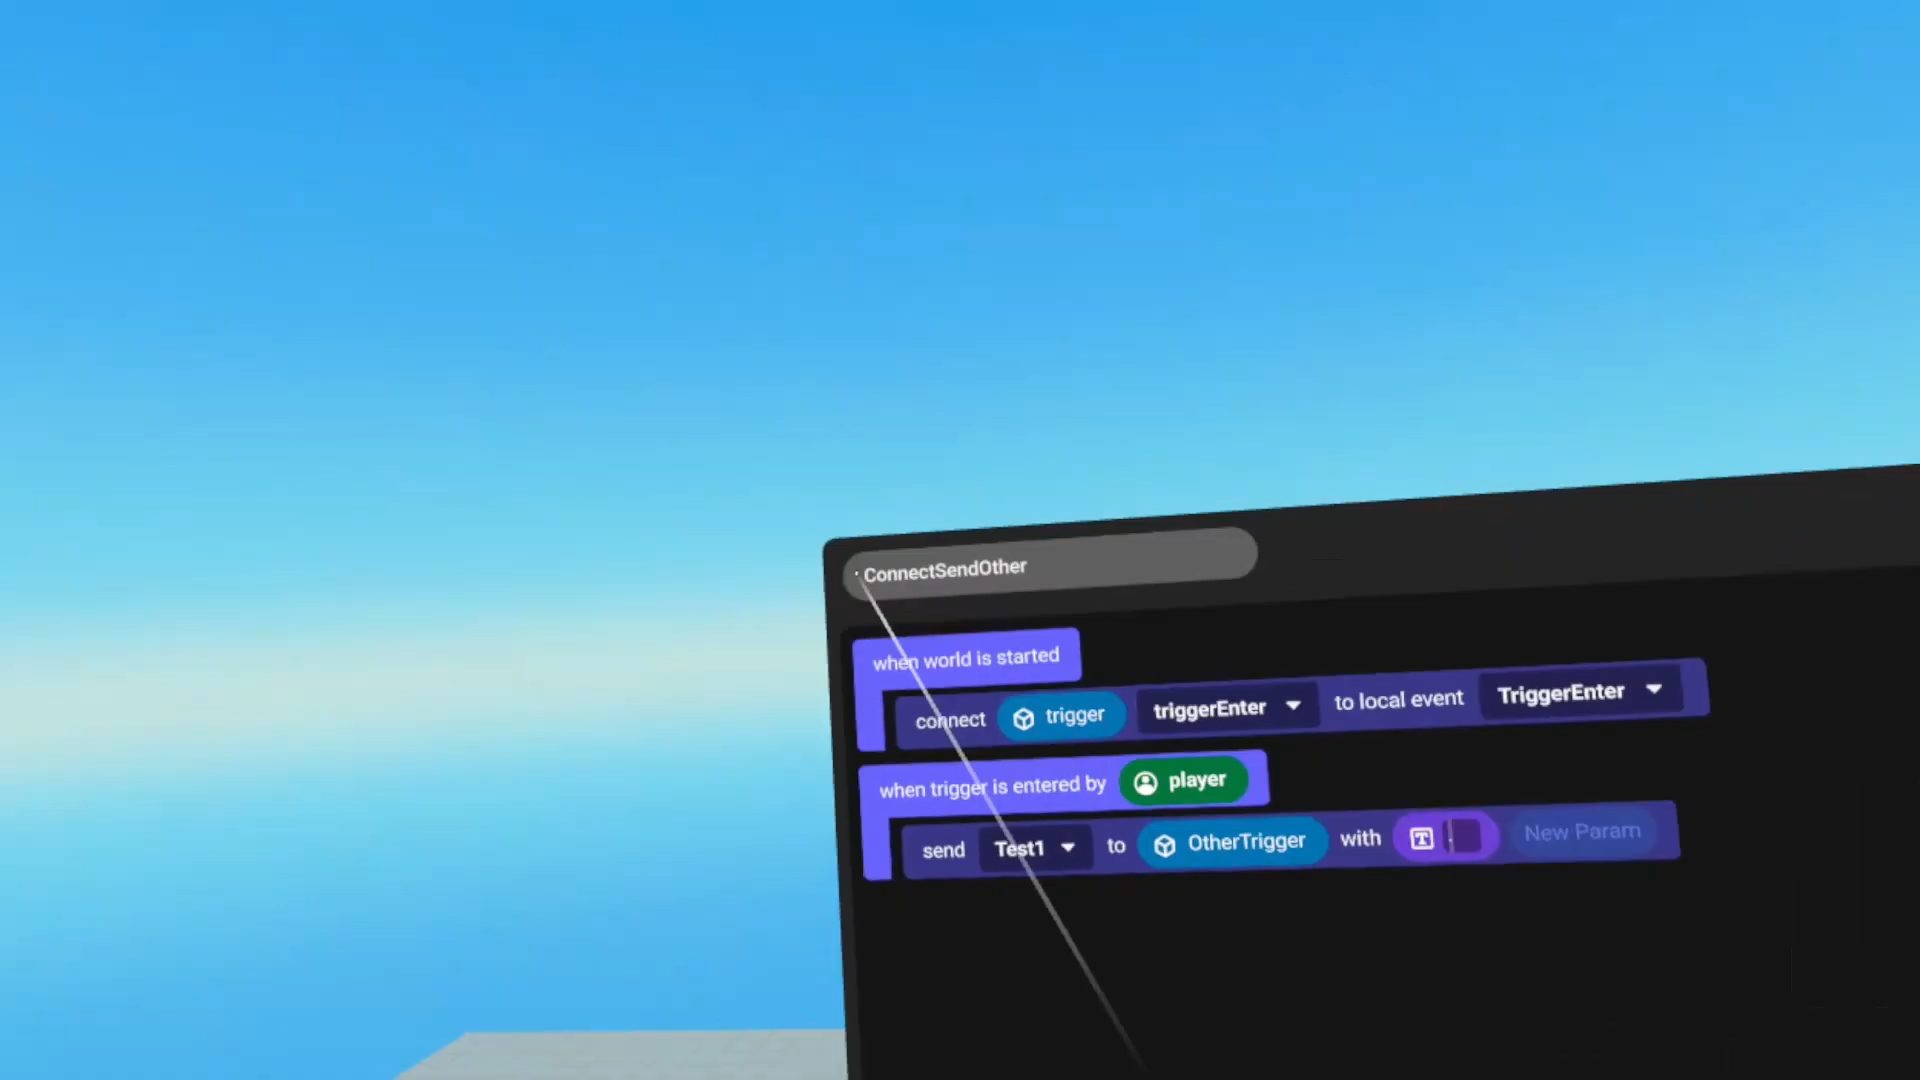 ConnectSendOther
when world is started
connect trigger triggerEnter to local event TriggerEnter
when trigger is entered by player
send Test1 to OtherTrigger with T New Param